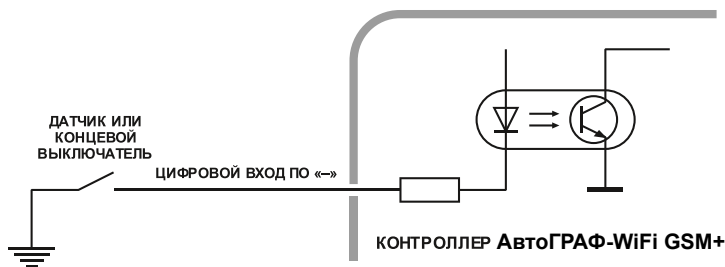 ДАТЧИК ИЛИ
КОНЦЕВОЙ
ВЫКЛЮЧАТЕЛЬ
ЦИФРОВОЙ ВХОД ПО «–»
КОНТРОЛЛЕР АвтоГРАФ-WiFi GSM+